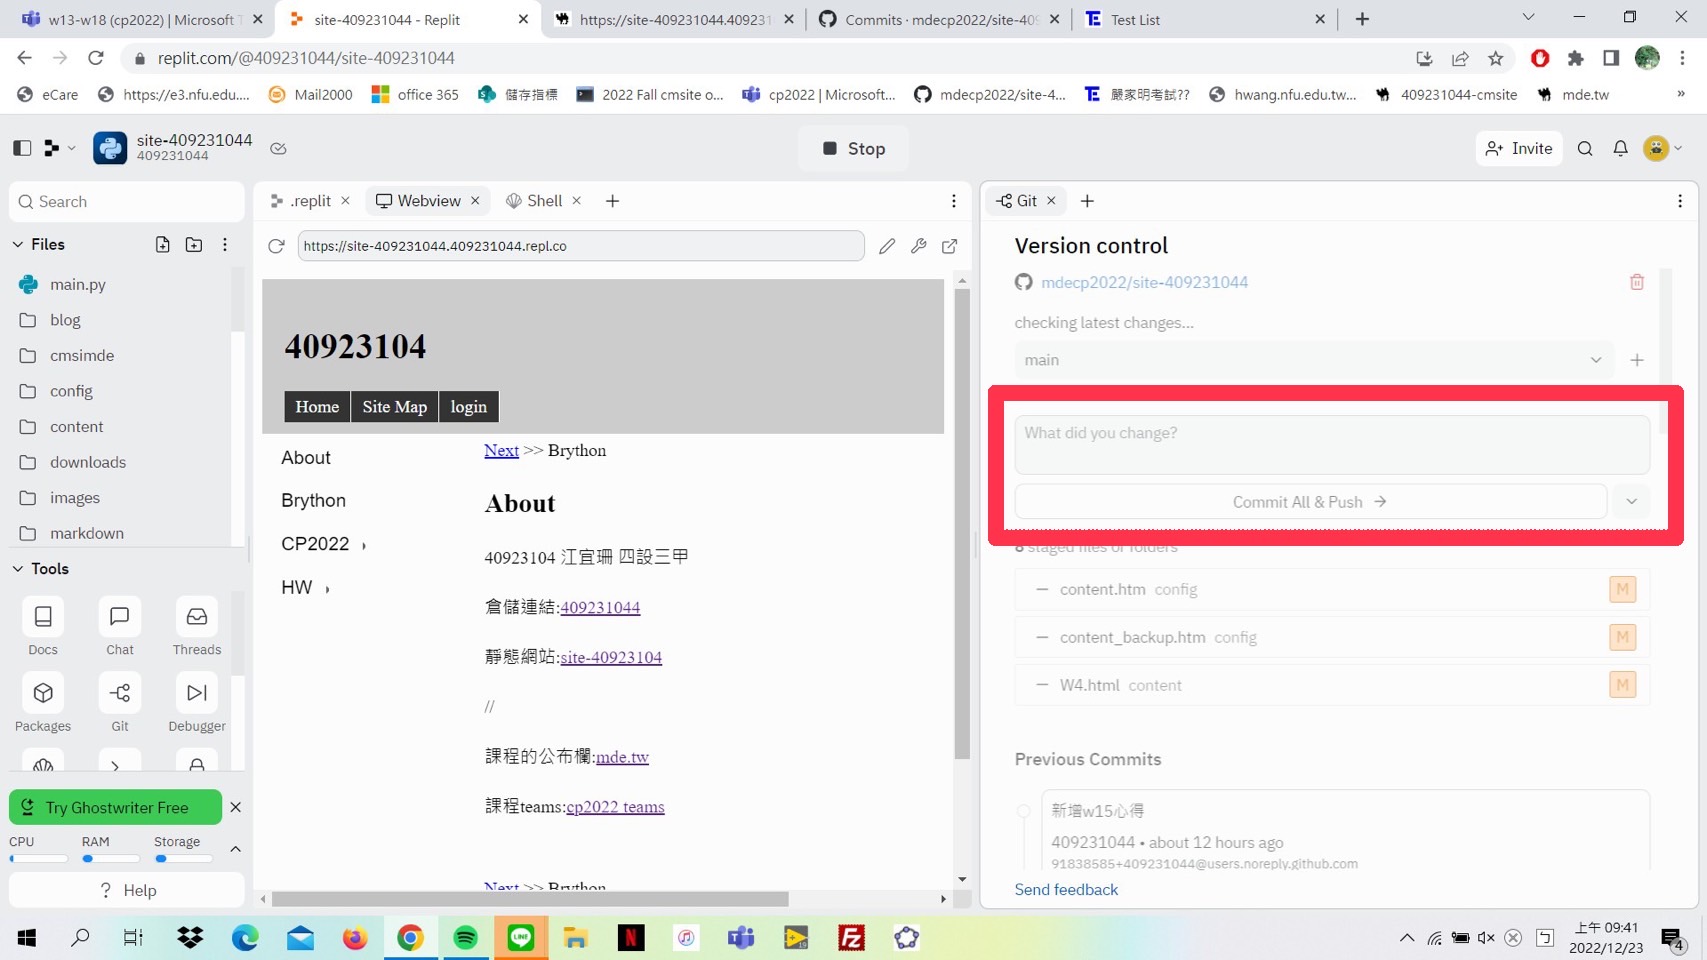 w13-w18 (cp2022) | Microsoft T
site-409231044 - Replit
https://site-409231044.409231
Commits · mdecp2022/site-409
Test List
replit.com/@409231044/site-409231044
eCare
https://e3.nfu.edu....
Mail2000
office 365
儲存指標
2022 Fall cmsite o...
cp2022 | Microsoft...
mdecp2022/site-4...
嚴家明考試??
hwang.nfu.edu.tw...
409231044-cmsite
mde.tw
»
site-409231044
409231044
Stop
Invite
Search
Files
main.py
blog
cmsimde
config
content
downloads
images
markdown
Tools
Docs
Chat
Threads
Packages
Git
Debugger
Try Ghostwriter Free
CPU
RAM
Storage
? Help
.replit
Webview
Shell
https://site-409231044.409231044.repl.co
40923104
Home
Site Map
login
About
Brython
CP2022
HW
Next >> Brython
About
40923104 江宜珊 四設三甲
倉儲連結:409231044
靜態網站:site-40923104
//
課程的公布欄:mde.tw
課程teams:cp2022 teams
Next >> Brython
Git
Version control
mdecp2022/site-409231044
checking latest changes...
main
What did you change?
Commit All & Push →
8 staged files or folders
content.htm config
M
content_backup.htm config
M
W4.html content
M
Previous Commits
新增w15心得
409231044 • about 12 hours ago
91838585+409231044@users.noreply.github.com
Send feedback
上午 09:41
2022/12/23
4